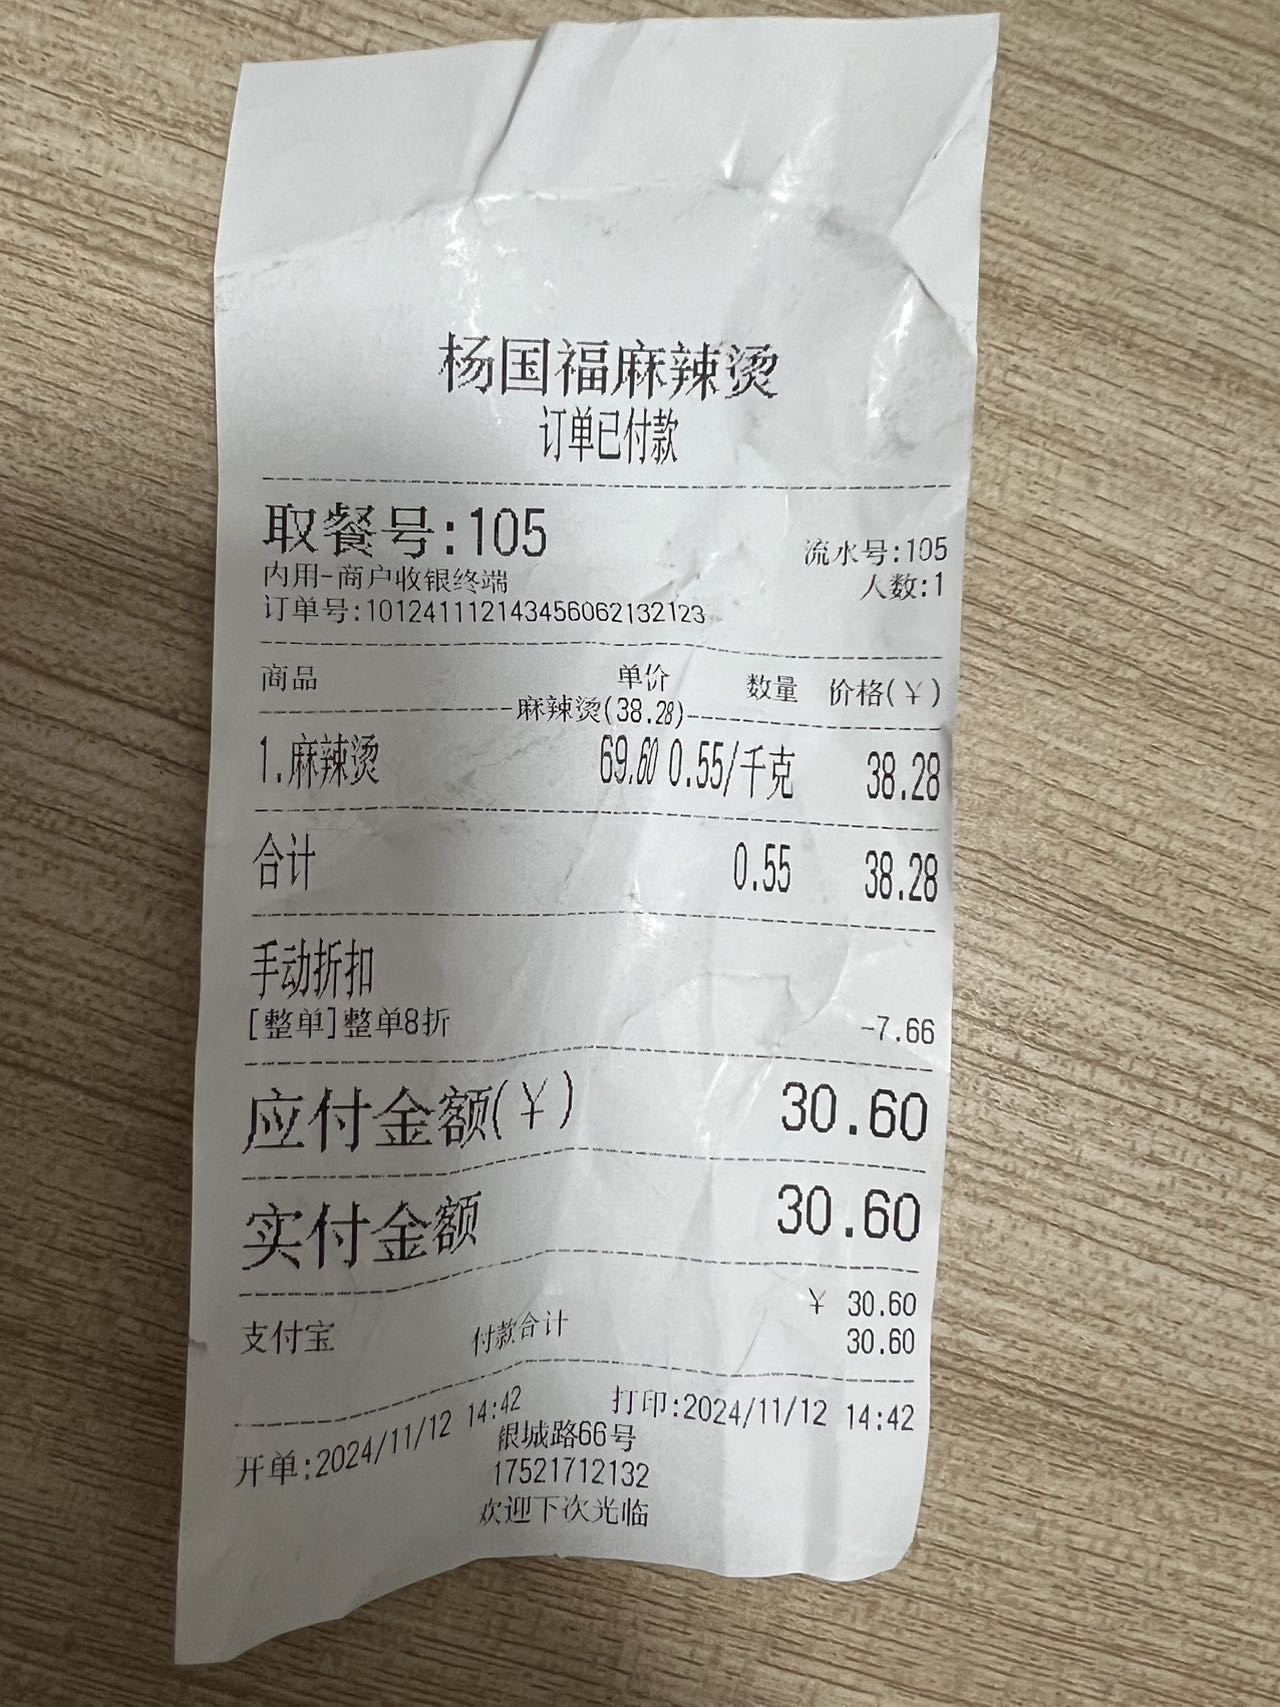 杨国福麻辣烫
订单已付款
取餐号:105
流水号:105
内用-商户收银终端
人数:1
订单号:101241112143456062132123
商品 单价 数量 价格(¥)
麻辣烫(38.28)
1.麻辣烫 69.60 0.55/千克 38.28
合计 0.55 38.28
手动折扣
[整单]整单8折 -7.66
应付金额(¥) 30.60
实付金额 30.60
¥ 30.60
支付宝 付款合计 30.60
开单:2024/11/12 14:42 打印:2024/11/12 14:42
银城路66号
17521712132
欢迎下次光临